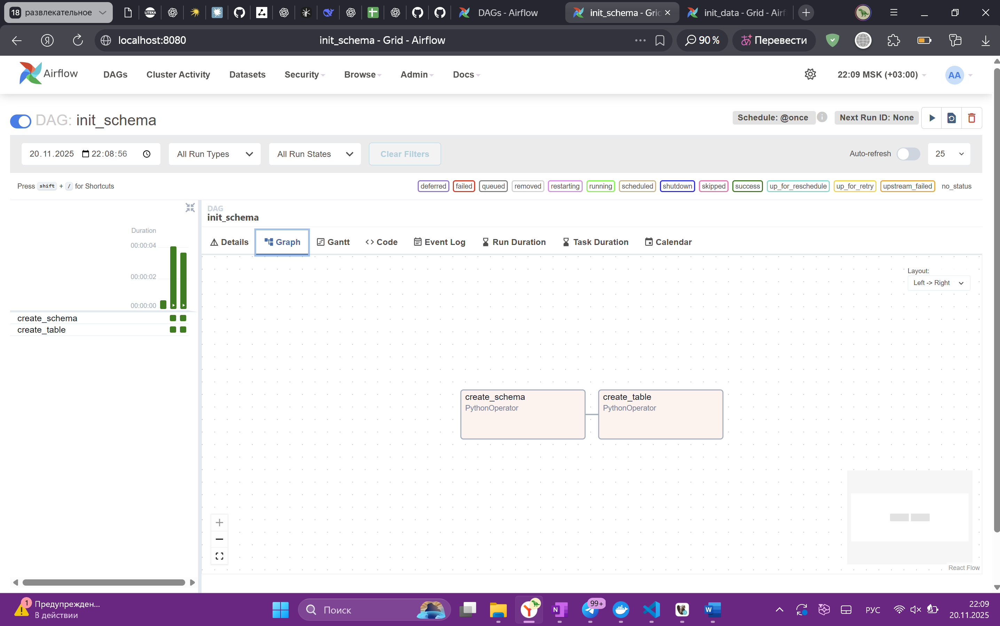 18 развлекательное
LITEKA
DAGs - Airflow
init_schema - Gric
init_data - Grid - Airf
localhost:8080
init_schema - Grid - Airflow
90 %
Перевести
Airflow
DAGs
Cluster Activity
Datasets
Security
Browse
Admin
Docs
22:09 MSK (+03:00)
AA
DAG: init_schema
Schedule: @once
Next Run ID: None
20.11.2025 22:08:56
All Run Types
All Run States
Clear Filters
Auto-refresh
25
Press shift + / for Shortcuts
deferred
failed
queued
removed
restarting
running
scheduled
shutdown
skipped
success
up_for_reschedule
up_for_retry
upstream_failed
no_status
DAG
init_schema
Duration
00:00:04
00:00:02
00:00:00
create_schema
create_table
Details
Graph
Gantt
Code
Event Log
Run Duration
Task Duration
Calendar
Layout:
Left -> Right
create_schema
PythonOperator
create_table
PythonOperator
React Flow
1
Предупрежден...
В действии
Поиск
99+
РУС
22:09
20.11.2025